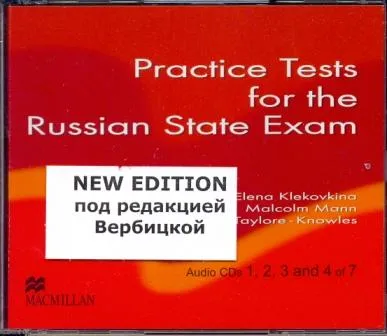 Practice Tests
for the
Russian State Exam
NEW EDITION
под редакцией
Вербицкой
Elena Klekovkina
Malcolm Mann
Taylore-Knowles
Audio CDs 1, 2, 3 and 4 of 7
MACMILLAN